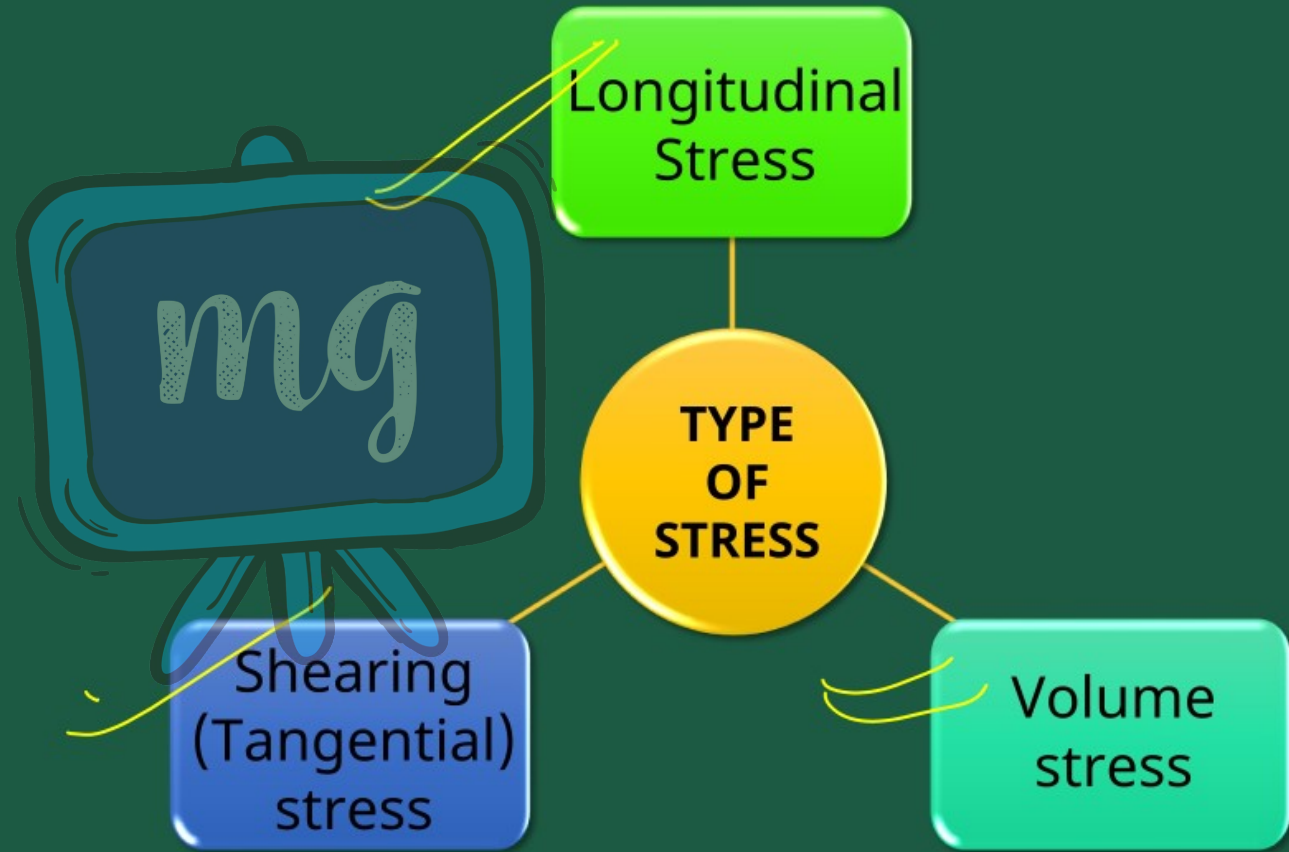 Longitudinal
Stress
mg
TYPE
OF
STRESS
Shearing
(Tangential)
stress
Volume
stress